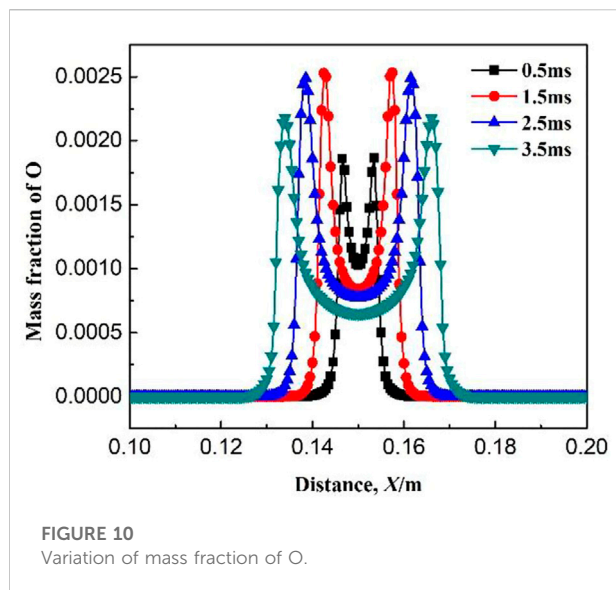 0.0025
0.0020
0.0015
0.0010
0.0005
0.0000
Mass fraction of O
0.5ms
1.5ms
2.5ms
3.5ms
0.10
0.12
0.14
0.16
0.18
0.20
Distance, X/m
FIGURE 10
Variation of mass fraction of O.